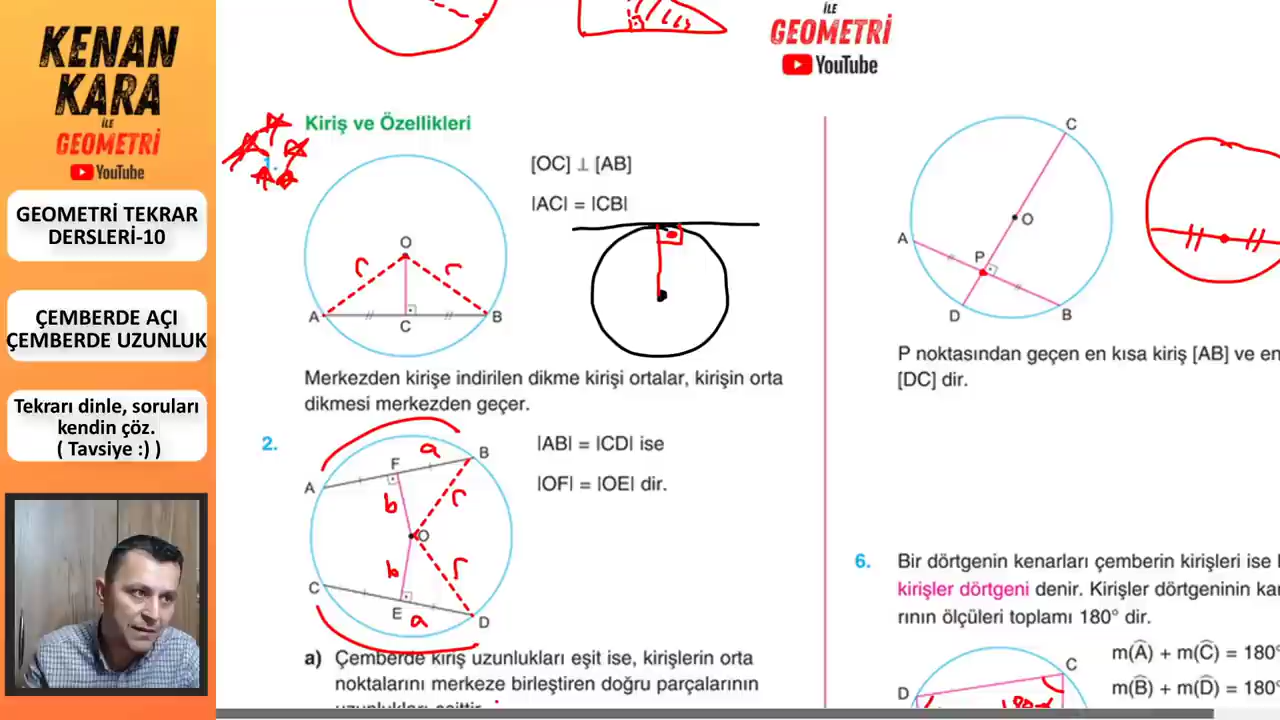 KENAN
KARA
İLE
GEOMETRİ
YouTube
GEOMETRİ TEKRAR
DERSLERİ-10
ÇEMBERDE AÇI
ÇEMBERDE UZUNLUK
Tekrarı dinle, soruları
kendin çöz.
( Tavsiye :) )
İLE
GEOMETRİ
YouTube
Kiriş ve Özellikleri
1.
O
r
r
A
C
B
[OC] ⊥ [AB]
|AC| = |CB|
Merkezden kirişe indirilen dikme kirişi ortalar, kirişin orta
dikmesi merkezden geçer.
2.
A
F
a
B
b
r
O
b
r
C
E
a
D
|AB| = |CD| ise
|OF| = |OE| dir.
a) Çemberde kiriş uzunlukları eşit ise, kirişlerin orta
noktalarını merkeze birleştiren doğru parçalarının
uzunlukları eşittir.
C
O
A
P
D
B
P noktasından geçen en kısa kiriş [AB] ve en
[DC] dir.
6. Bir dörtgenin kenarları çemberin kirişleri ise
kirişler dörtgeni denir. Kirişler dörtgeninin
rının ölçüleri toplamı 180° dir.
C
D
m(A) + m(C) = 180°
m(B) + m(D) = 180°